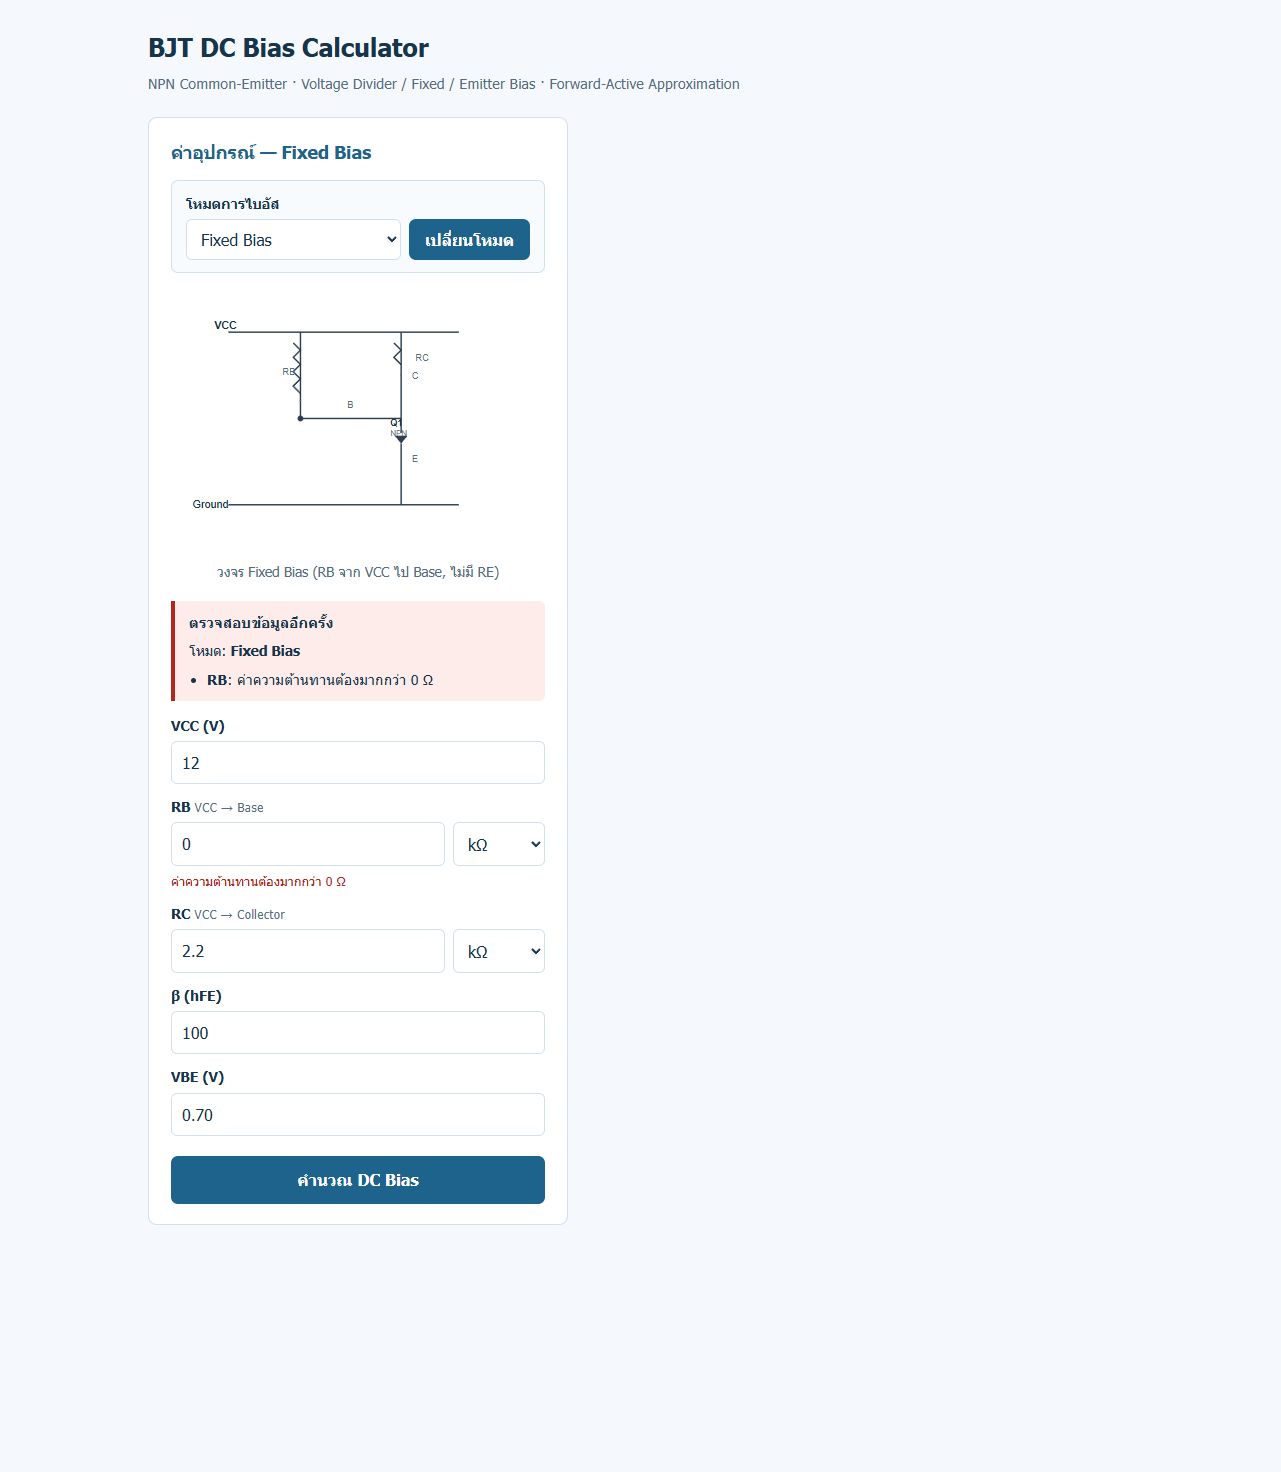 BJT DC Bias Calculator
NPN Common-Emitter · Voltage Divider / Fixed / Emitter Bias · Forward-Active Approximation
ค่าอุปกรณ์ — Fixed Bias
โหมดการไบอัส
Fixed Bias
เปลี่ยนโหมด
VCC
RC
RB
C
B
Q1
NPN
E
Ground
วงจร Fixed Bias (RB จาก VCC ไป Base, ไม่มี RE)
ตรวจสอบข้อมูลอีกครั้ง
โหมด: Fixed Bias
• RB: ค่าความต้านทานต้องมากกว่า 0 Ω
VCC (V)
12
RB VCC → Base
0 kΩ
ค่าความต้านทานต้องมากกว่า 0 Ω
RC VCC → Collector
2.2 kΩ
β (hFE)
100
VBE (V)
0.70
คำนวณ DC Bias